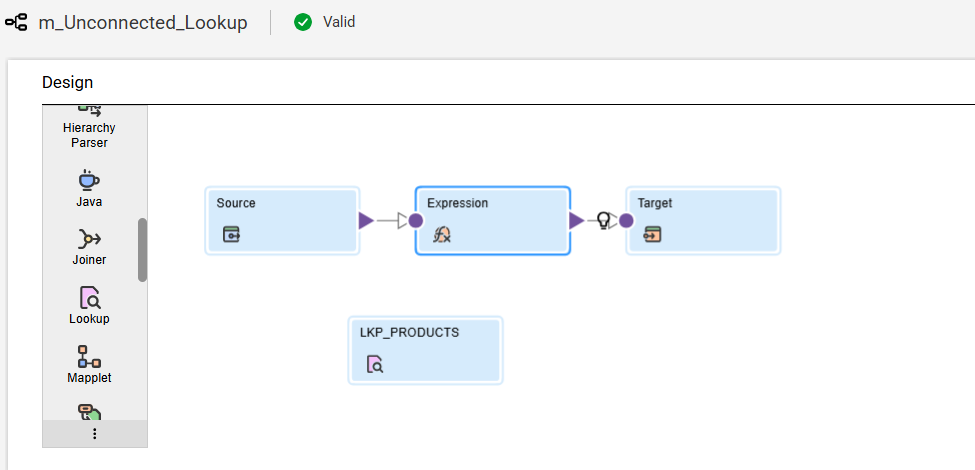 m_Unconnected_Lookup
Valid
Design
Hierarchy
Parser
Java
Joiner
Lookup
Mapplet
Source
Expression
Target
LKP_PRODUCTS